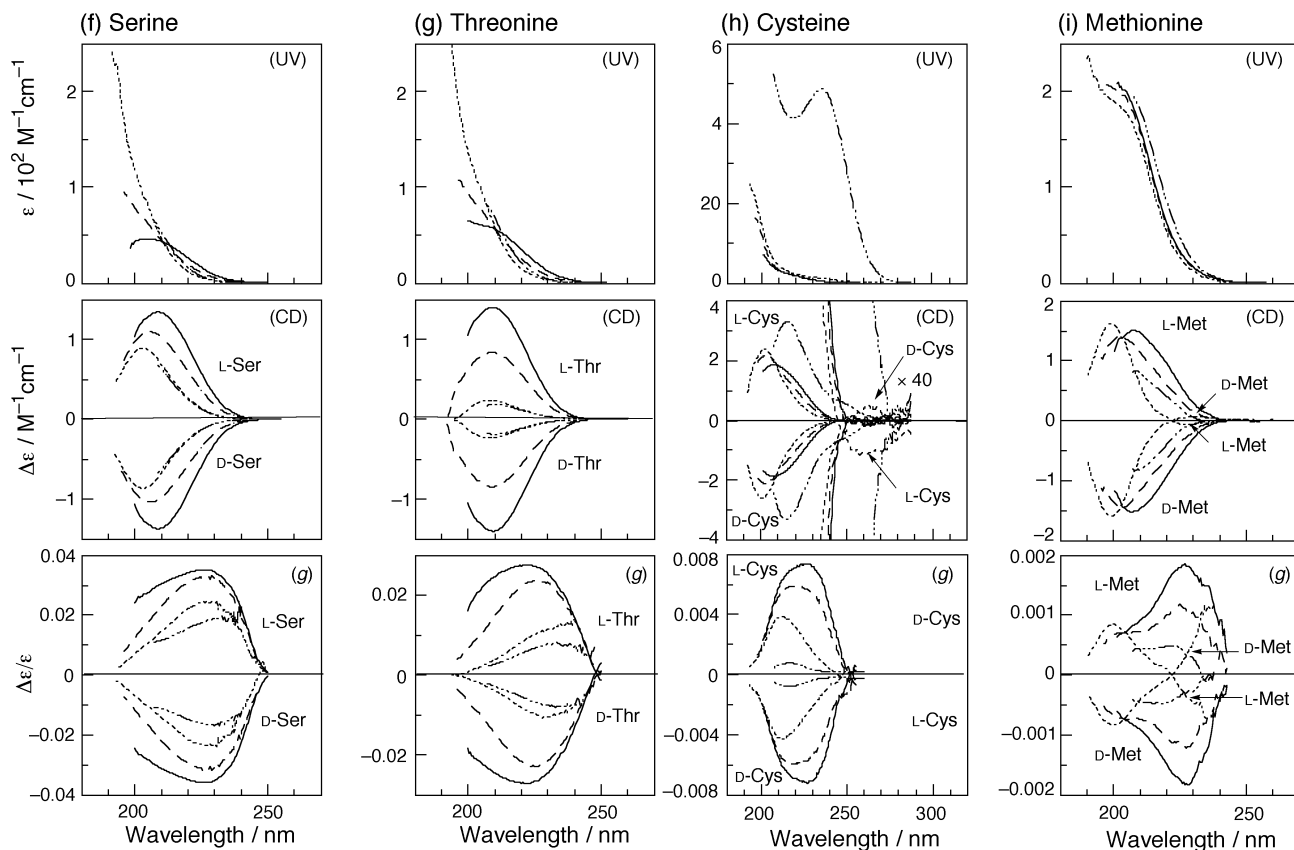 (f) Serine
(g) Threonine
(h) Cysteine
(i) Methionine
ε / 10² M⁻¹cm⁻¹
(UV)
2
1
0
(UV)
2
1
0
(UV)
6
4
2
0
20
0
(UV)
2
1
0
Δε / M⁻¹cm⁻¹
(CD)
1
0
−1
L-Ser
D-Ser
(CD)
1
0
−1
L-Thr
D-Thr
(CD)
4
2
0
−2
−4
L-Cys
D-Cys
× 40
D-Cys
L-Cys
(CD)
2
1
0
−1
−2
L-Met
D-Met
L-Met
D-Met
Δε/ε
(g)
0.04
0.02
0
−0.02
−0.04
L-Ser
D-Ser
200
250
Wavelength / nm
(g)
0.02
0
−0.02
L-Thr
D-Thr
200
250
Wavelength / nm
(g)
0.008
0.004
0
−0.004
−0.008
L-Cys
D-Cys
L-Cys
D-Cys
200
250
300
Wavelength / nm
(g)
0.002
0.001
0
−0.001
−0.002
L-Met
D-Met
L-Met
D-Met
200
250
Wavelength / nm